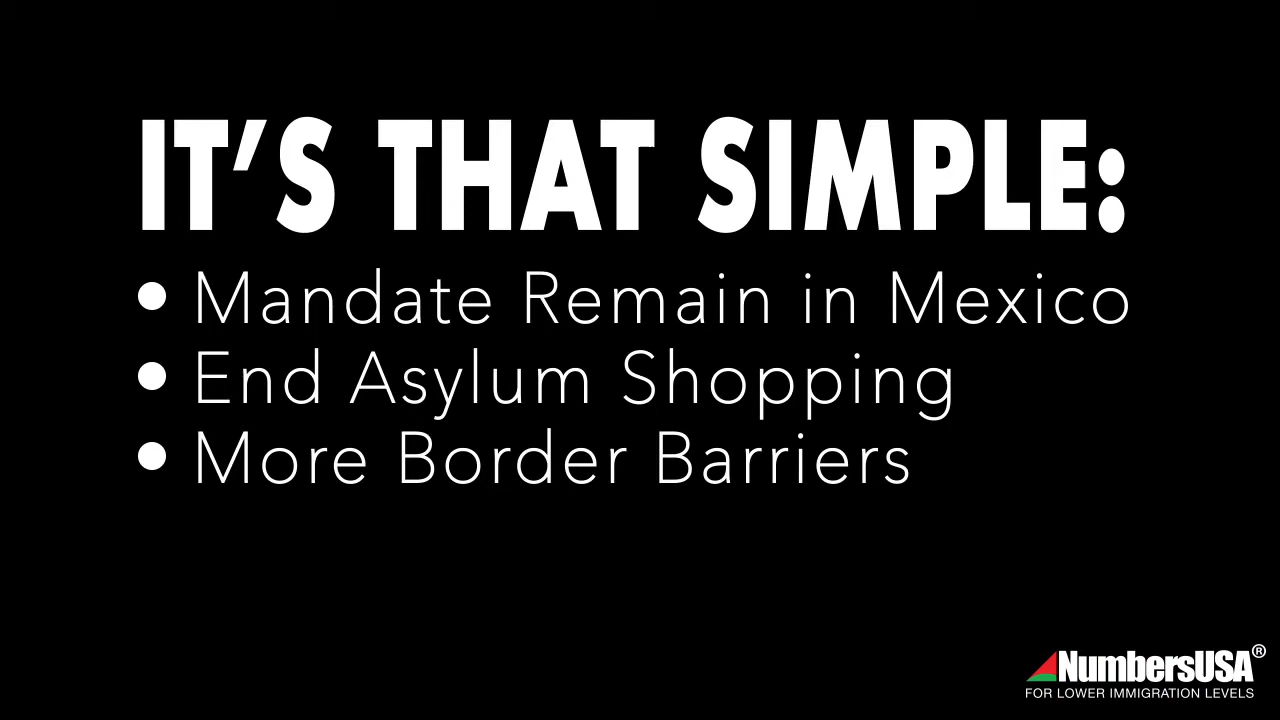 IT’S THAT SIMPLE:
• Mandate Remain in Mexico
• End Asylum Shopping
• More Border Barriers
NumbersUSA®
FOR LOWER IMMIGRATION LEVELS